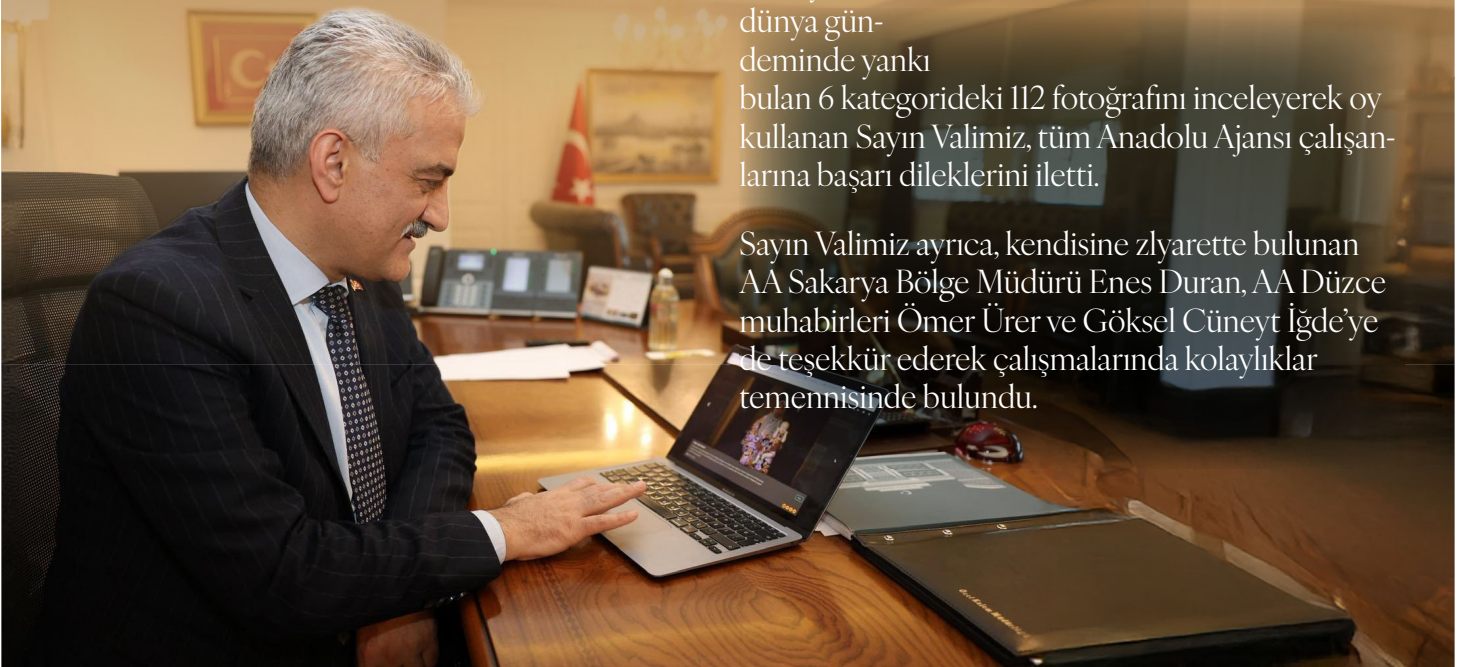 dünya gün-
deminde yankı
bulan 6 kategorideki 112 fotoğrafını inceleyerek oy
kullanan Sayın Valimiz, tüm Anadolu Ajansı çalışan-
larına başarı dileklerini iletti.
Sayın Valimiz ayrıca, kendisine zlyarette bulunan
AA Sakarya Bölge Müdürü Enes Duran, AA Düzce
muhabirleri Ömer Ürer ve Göksel Cüneyt İğde’ye
de teşekkür ederek çalışmalarında kolaylıklar
temennisinde bulundu.